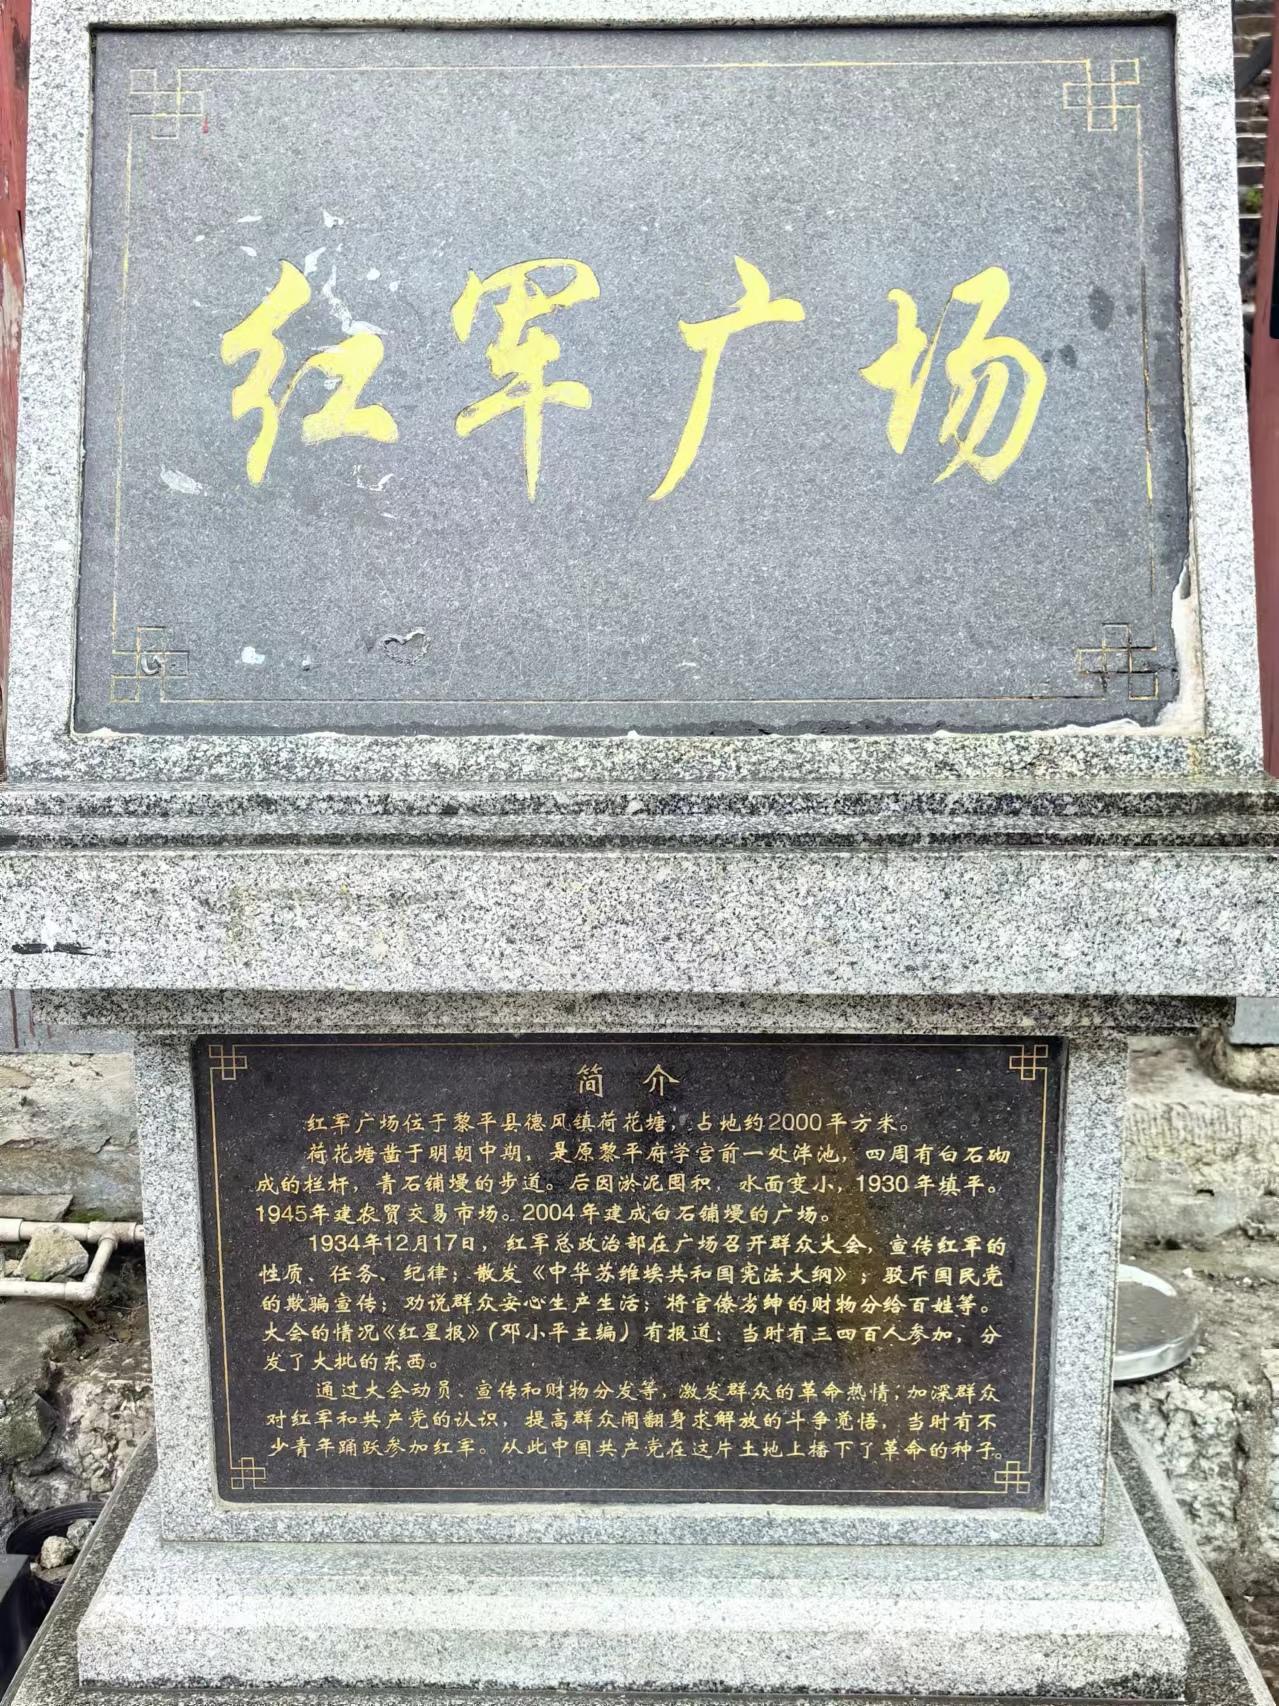 红军广场
简介
红军广场位于黎平县德凤镇荷花塘，占地约2000平方米。
荷花塘凿于明朝中期，是原黎平府学宫前一处泮池，四周有白石砌
成的栏杆，青石铺墁的步道。后因淤泥囤积，水面变小，1930年填平。
1945年建农贸交易市场。2004年建成白石铺墁的广场。
1934年12月17日，红军总政治部在广场召开群众大会，宣传红军的
性质、任务、纪律；散发《中华苏维埃共和国宪法大纲》；驳斥国民党
的欺骗宣传；劝说群众安心生产生活；将官僚劣绅的财物分给百姓等。
大会的情况《红星报》（邓小平主编）有报道：当时有三四百人参加，分
发了大批的东西。
通过大会动员、宣传和财物分发等，激发群众的革命热情，加深群众
对红军和共产党的认识，提高群众闹翻身求解放的斗争觉悟，当时有不
少青年踊跃参加红军。从此中国共产党在这片土地上播下了革命的种子。